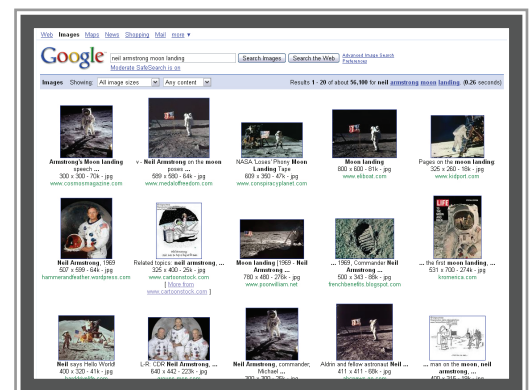 Web Images Maps News Shopping Mail more ▼
Google
neil armstrong moon landing Search Images Search the Web Advanced Image Search
Preferences
Moderate SafeSearch is on
Images Showing: All image sizes Any content Results 1 - 20 of about 56,100 for neil armstrong moon landing. (0.26 seconds)
Armstrong's Moon landing speech ...
300 x 300 - 70k - jpg
www.cosmosmagazine.com
v - Neil Armstrong on the moon poses ...
589 x 580 - 64k - jpg
www.medaloffreedom.com
NASA 'Loses' Phony Moon Landing Tape
609 x 350 - 47k - jpg
www.conspiracyplanet.com
Moon landing
800 x 600 - 81k - jpg
www.eliboat.com
Pages on the moon landing:
325 x 260 - 18k - jpg
www.kidport.com
LIFE
Neil Armstrong, 1969
507 x 599 - 64k - jpg
hammerandfeather.wordpress.com
Related topics: neil armstrong, ...
325 x 400 - 25k - jpg
www.cartoonstock.com
[ More from
www.cartoonstock.com ]
Moon landing |1969 - Neil Armstrong ...
780 x 480 - 276k - jpg
www.poorwilliam.net
... 1969, Commander Neil Armstrong ...
500 x 343 - 88k - jpg
frenchbenefits.blogspot.com
... the first moon landing, ...
531 x 700 - 274k - jpg
kromerica.com
Neil says Hello World!
400 x 320 - 41k - jpg
L-R: CDR Neil Armstrong, ...
640 x 442 - 223k - jpg
Neil Armstrong, commander; Michael ...
Aldrin and fellow astronaut Neil ...
411 x 411 - 68k - jpg
... man on the moon, neil armstrong, ...